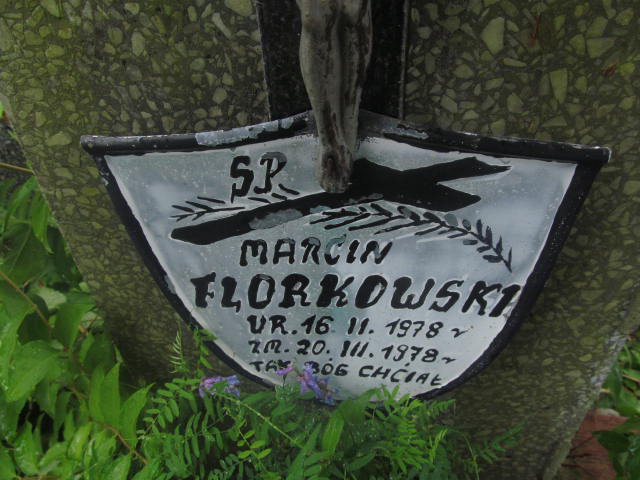 SP
MARCIN
FLORKOWSKI
UR. 16. II. 1978 r
ZM. 20. III. 1978 r
TAK BÓG CHCIAŁ